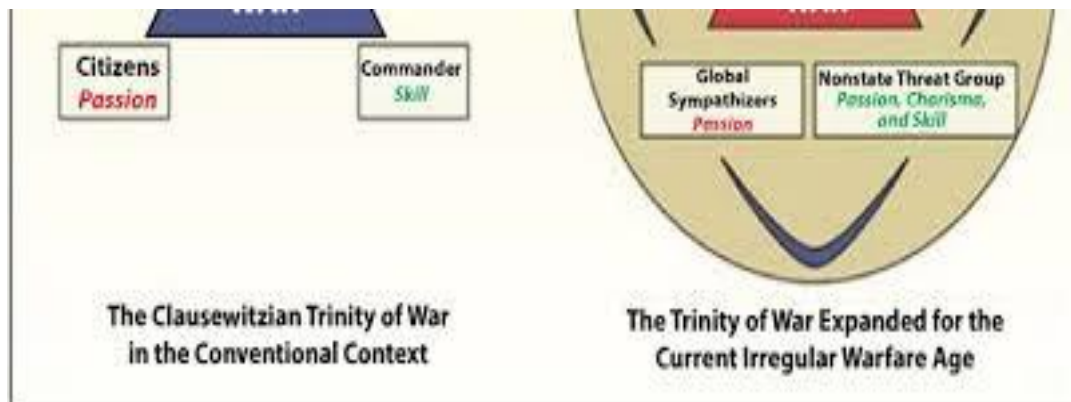 Citizens
Passion
Commander
Skill
Global
Sympathizers
Passion
Nonstate Threat Group
Passion, Charisma,
and Skill
The Clausewitzian Trinity of War
in the Conventional Context
The Trinity of War Expanded for the
Current Irregular Warfare Age